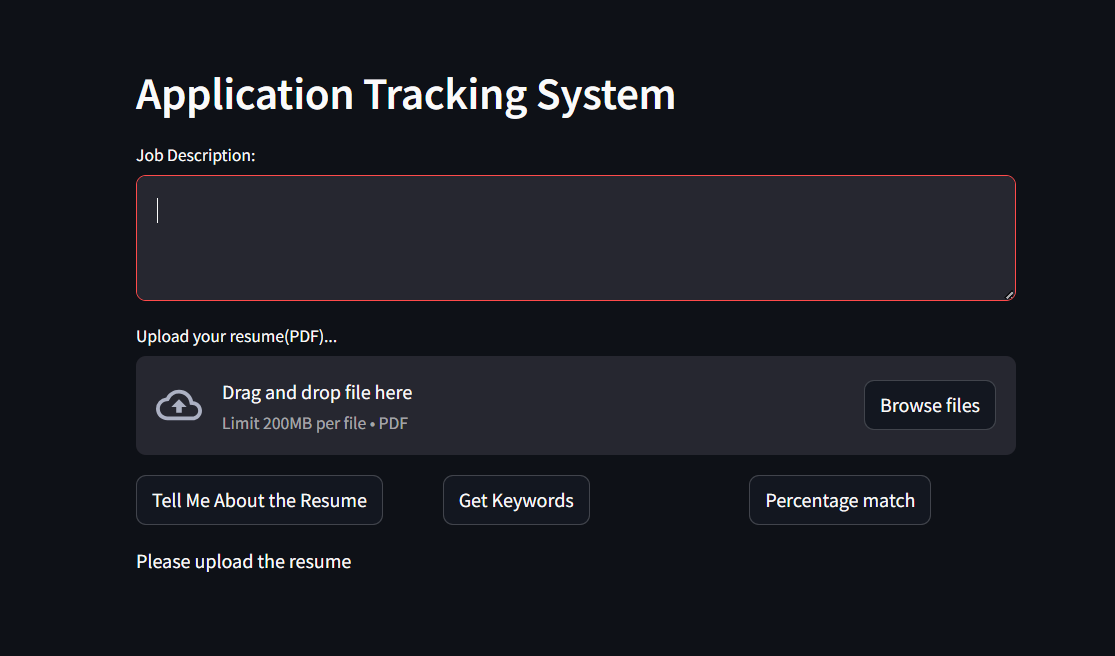 Application Tracking System
Job Description:
Upload your resume(PDF)...
Drag and drop file here
Limit 200MB per file • PDF
Browse files
Tell Me About the Resume
Get Keywords
Percentage match
Please upload the resume